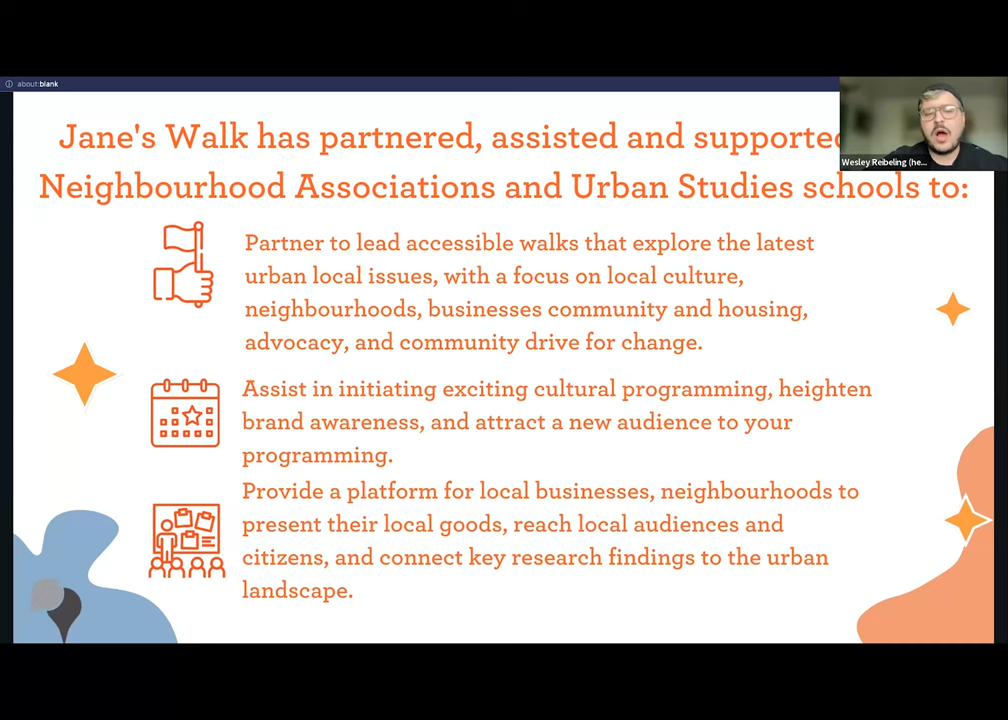 about:blank
Jane's Walk has partnered, assisted and supported
Wesley Reibeling (he...
Neighbourhood Associations and Urban Studies schools to:
Partner to lead accessible walks that explore the latest
urban local issues, with a focus on local culture,
neighbourhoods, businesses community and housing,
advocacy, and community drive for change.
Assist in initiating exciting cultural programming, heighten
brand awareness, and attract a new audience to your
programming.
Provide a platform for local businesses, neighbourhoods to
present their local goods, reach local audiences and
citizens, and connect key research findings to the urban
landscape.